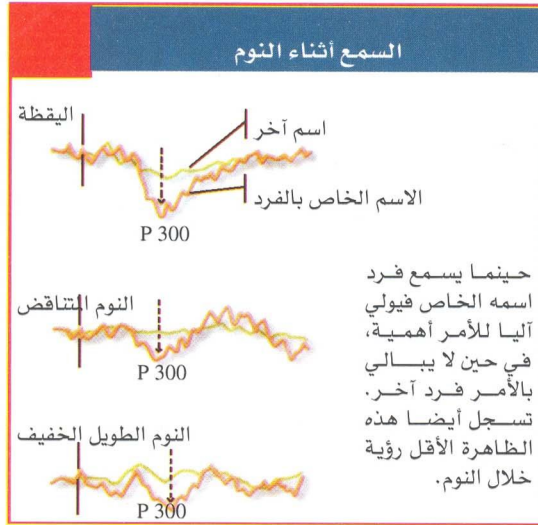 السمع أثناء النوم
اليقظة
اسم آخر
الاسم الخاص بالفرد
P 300
النوم المتناقض
P 300
النوم الطويل الخفيف
P 300
حينما يسمع فرد
اسمه الخاص فيولي
آليا للأمر أهمية،
في حين لا يبالي
بالأمر فرد آخر.
تسجل أيضا هذه
الظاهرة الأقل رؤية
خلال النوم.